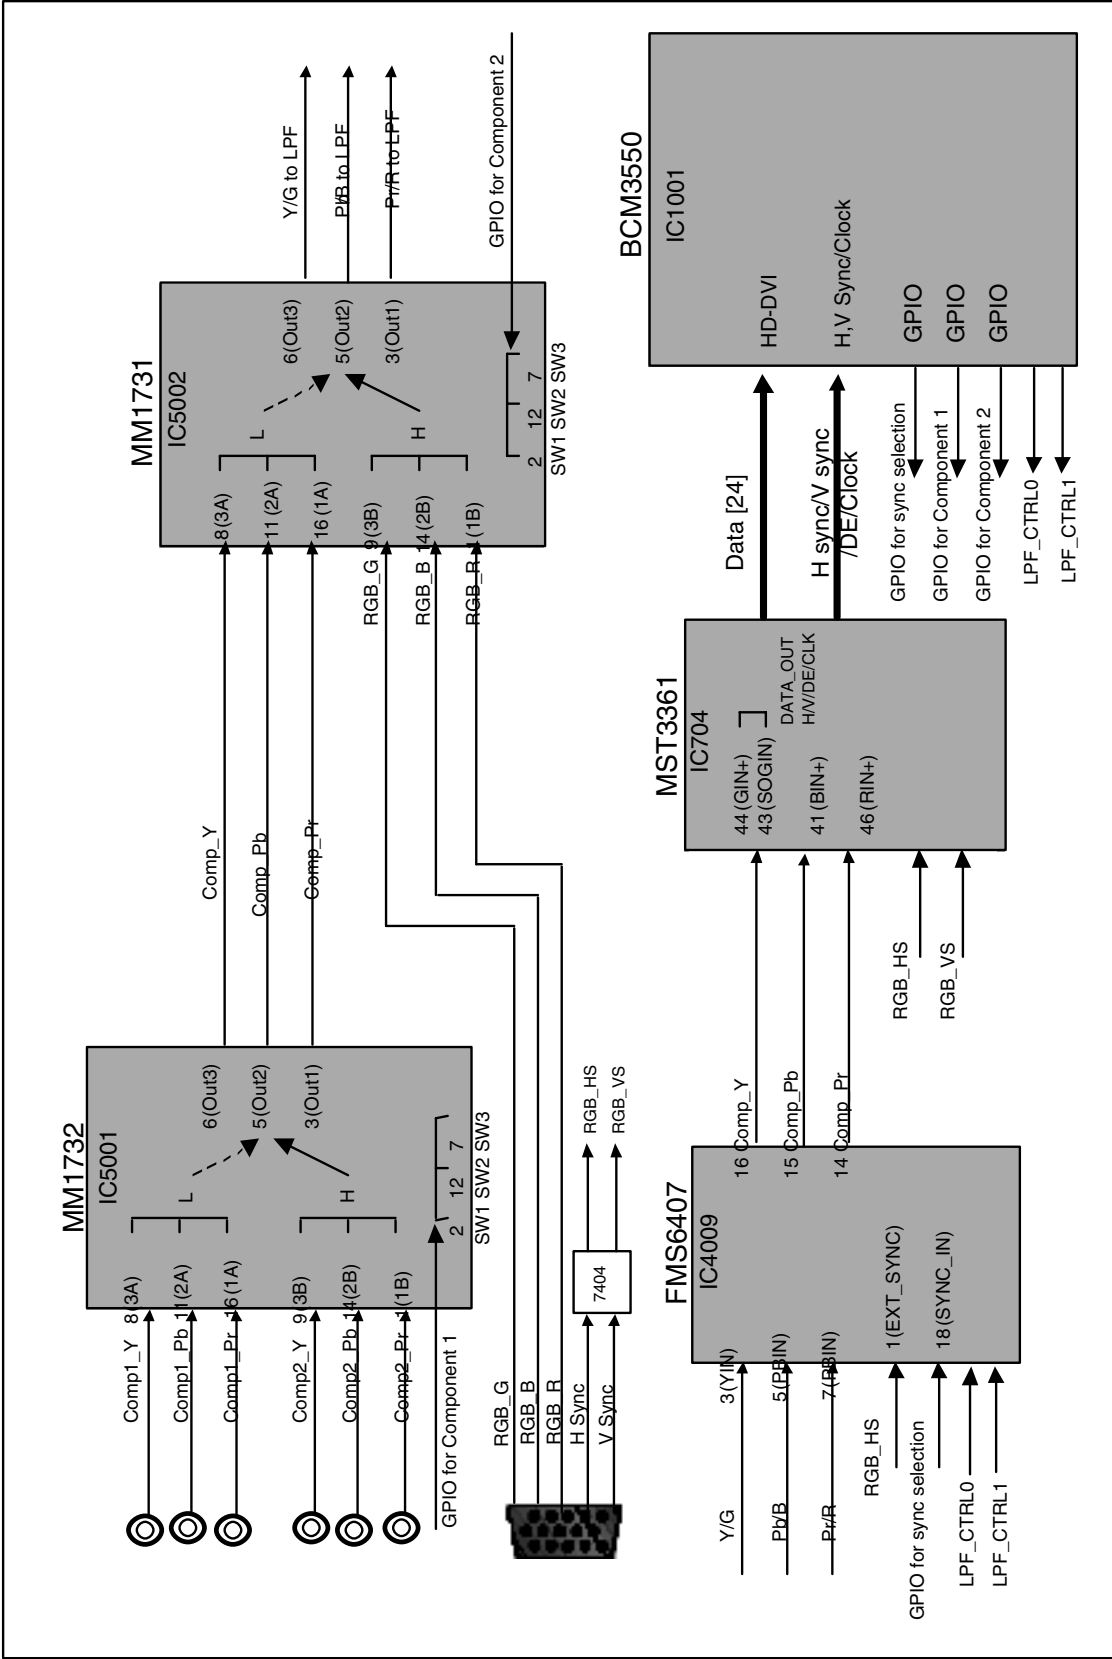 MM1732
IC5001
Comp1_Y
8(3A)
Comp1_Pb
11(2A)
Comp1_Pr
16(1A)
Comp2_Y
9(3B)
Comp2_Pb
14(2B)
Comp2_Pr
1(1B)
L
H
6(Out3)
5(Out2)
3(Out1)
2
12
7
SW1 SW2 SW3
GPIO for Component 1
Comp_Y
Comp_Pb
Comp_Pr
MM1731
IC5002
8(3A)
11(2A)
16(1A)
RGB_G
9(3B)
RGB_B
14(2B)
RGB_R
1(1B)
L
H
6(Out3)
5(Out2)
3(Out1)
2
12
7
SW1 SW2 SW3
Y/G to LPF
Pb/B to LPF
Pr/R to LPF
GPIO for Component 2
RGB_G
RGB_B
RGB_R
H Sync
V Sync
7404
RGB_HS
RGB_VS
FMS6407
IC4009
Y/G
3(YIN)
Pb/B
5(PBIN)
Pr/R
7(PRIN)
RGB_HS
1(EXT_SYNC)
GPIO for sync selection
18(SYNC_IN)
LPF_CTRL0
LPF_CTRL1
16 Comp_Y
15 Comp_Pb
14 Comp_Pr
RGB_HS
RGB_VS
MST3361
IC704
44(GIN+)
43(SOGIN)
41(BIN+)
46(RIN+)
DATA_OUT
H/V/DE/CLK
Data [24]
H sync/V sync
/DE/Clock
BCM3550
IC1001
HD-DVI
H,V Sync/Clock
GPIO
GPIO
GPIO
GPIO for sync selection
GPIO for Component 1
GPIO for Component 2
LPF_CTRL0
LPF_CTRL1